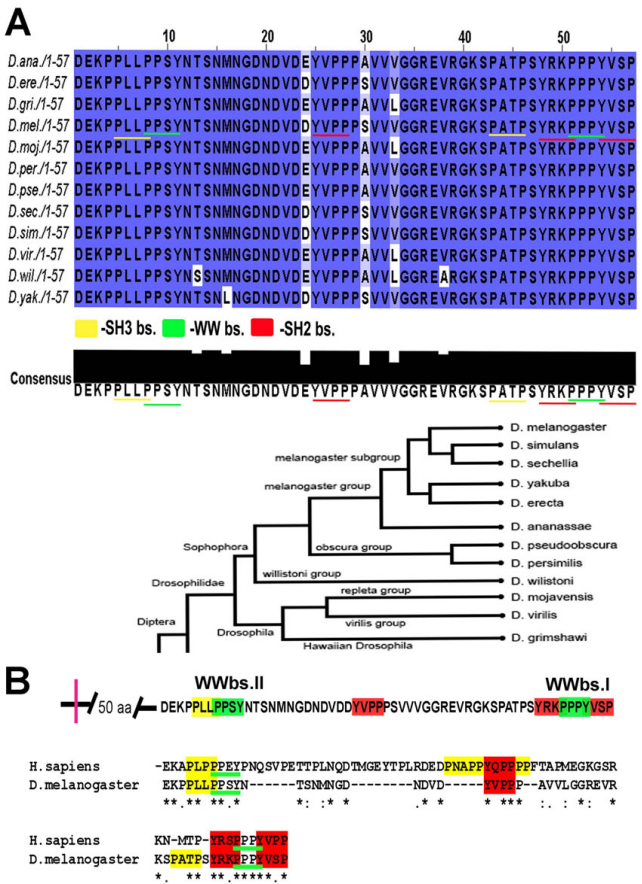 A
10 20 30 40 50
D.ana./1-57 DEKPPLLPPSYNTSNMNGDNDVDEYVPPPAVVVGGREVRGKSPATPSYRKPPPYVSP
D.ere./1-57 DEKPPLLPPSYNTSNMNGDNDVDDYVPPPSVVVGGREVRGKSPATPSYRKPPPYVSP
D.gri./1-57 DEKPPLLPPSYNTSNMNGDNDVDDYVPPPAVVLGGREVRGKSPATPSYRKPPPYVSP
D.mel./1-57 DEKPPLLPPSYNTSNMNGDNDVDDYVPPPSVVVGGREVRGKSPATPSYRKPPPYVSP
D.moj./1-57 DEKPPLLPPSYNTSNMNGDNDVDEYVPPPAVVLGGREVRGKSPATPSYRKPPPYVSP
D.per./1-57 DEKPPLLPPSYNTSNMNGDNDVDEYVPPPAVVVGGREVRGKSPATPSYRKPPPYVSP
D.pse./1-57 DEKPPLLPPSYNTSNMNGDNDVDEYVPPPAVVVGGREVRGKSPATPSYRKPPPYVSP
D.sec./1-57 DEKPPLLPPSYNTSNMNGDNDVDDYVPPPSVVVGGREVRGKSPATPSYRKPPPYVSP
D.sim./1-57 DEKPPLLPPSYNTSNMNGDNDVDDYVPPPSVVVGGREVRGKSPATPSYRKPPPYVSP
D.vir./1-57 DEKPPLLPPSYNTSNMNGDNDVDEYVPPPAVVLGGREVRGKSPATPSYRKPPPYVSP
D.wil./1-57 DEKPPLLPPSYNSSNMNGDNDVDEYVPPPAVVLGGREARGKSPATPSYRKPPPYVSP
D.yak./1-57 DEKPPLLPPSYNTSNLNGDNDVDDYVPPPSVVVGGREVRGKSPATPSYRKPPPYVSP
-SH3 bs. -WW bs. -SH2 bs.
Consensus
DEKPPLLPPSYNTSNMNGDNDVDEYVPPPAVVVGGREVRGKSPATPSYRKPPPYVSP
D. melanogaster
D. simulans
melanogaster subgroup
D. sechellia
D. yakuba
melanogaster group
D. erecta
D. ananassae
Sophophora
obscura group
D. pseudoobscura
D. persimilis
willistoni group
D. wilistoni
Drosophilidae
repleta group
D. mojavensis
Diptera
virilis group
D. virilis
Drosophila
Hawaiian Drosophila
D. grimshawi
B
WWbs.II WWbs.I
50 aa DEKPPLLPPSYNTSNMNGDNDVDDYVPPPSVVVGGREVRGKSPATPSYRKPPPYVSP
H.sapiens -EKAPLPPPEYPNQSVPETTPLNQDTMGEYTPLRDEDPNAPPYQPPPPFTAPMEGKGSR
D.melanogaster EKPPLLPPSYN------TSNMNGD------NDVD-----YVPPP--AVVLGGREVR
**.** **.* : .* .* * ** :. : .*
H.sapiens KN-MTP-YRSPPPYVPP
D.melanogaster KSPATPSYRKPPPYVSP
*. ** **.*****.*